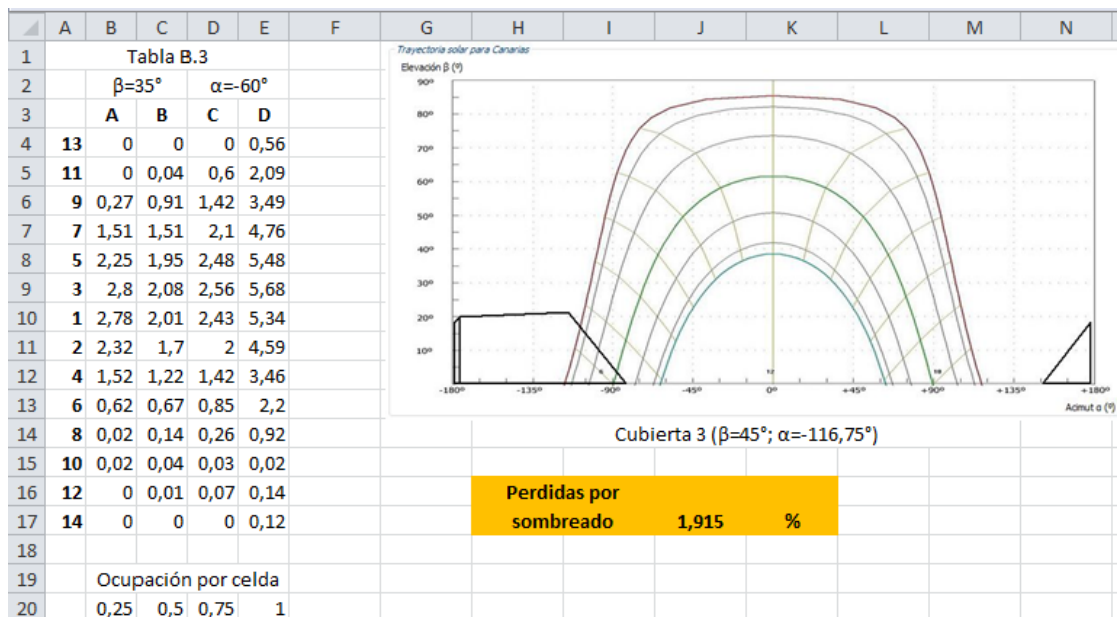 A B C D E F G H I J K L M N
1 Tabla B.3
2 β=35° α=-60°
3 A B C D
4 13 0 0 0 0,56
5 11 0 0,04 0,6 2,09
6 9 0,27 0,91 1,42 3,49
7 7 1,51 1,51 2,1 4,76
8 5 2,25 1,95 2,48 5,48
9 3 2,8 2,08 2,56 5,68
10 1 2,78 2,01 2,43 5,34
11 2 2,32 1,7 2 4,59
12 4 1,52 1,22 1,42 3,46
13 6 0,62 0,67 0,85 2,2
14 8 0,02 0,14 0,26 0,92
15 10 0,02 0,04 0,03 0,02
16 12 0 0,01 0,07 0,14
17 14 0 0 0 0,12
18
19 Ocupación por celda
20 0,25 0,5 0,75 1
Trayectoria solar para Canarias
Elevación β (º)
90º
80º
70º
60º
50º
40º
30º
20º
10º
12
-180º -135º -90º -45º 0º +45º +90º +135º +180º
Acimut α (º)
Cubierta 3 (β=45°; α=-116,75°)
Perdidas por
sombreado 1,915 %